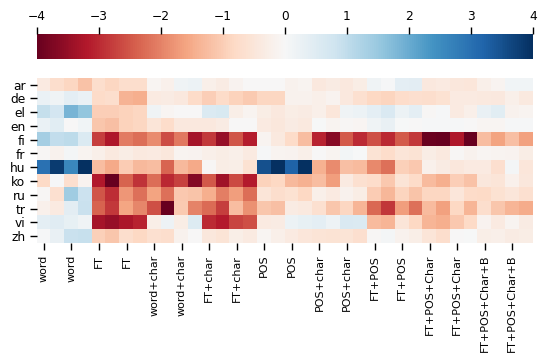 −4 −3 −2 −1 0 1 2 3 4
ar
de
el
en
fi
fr
hu
ko
ru
tr
vi
zh
word word FT FT word+char word+char FT+char FT+char POS POS POS+char POS+char FT+POS FT+POS FT+POS+Char FT+POS+Char FT+POS+Char+B FT+POS+Char+B